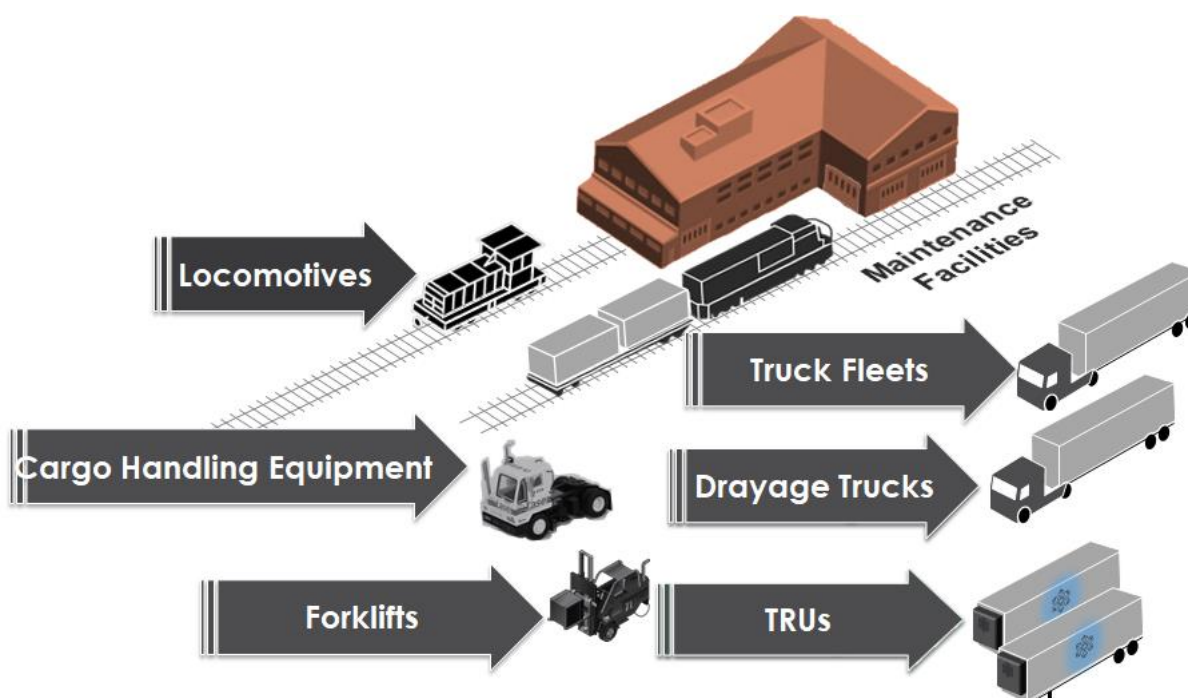 Locomotives
Maintenance
Facilities
Truck Fleets
Cargo Handling Equipment
Drayage Trucks
Forklifts
TRUs